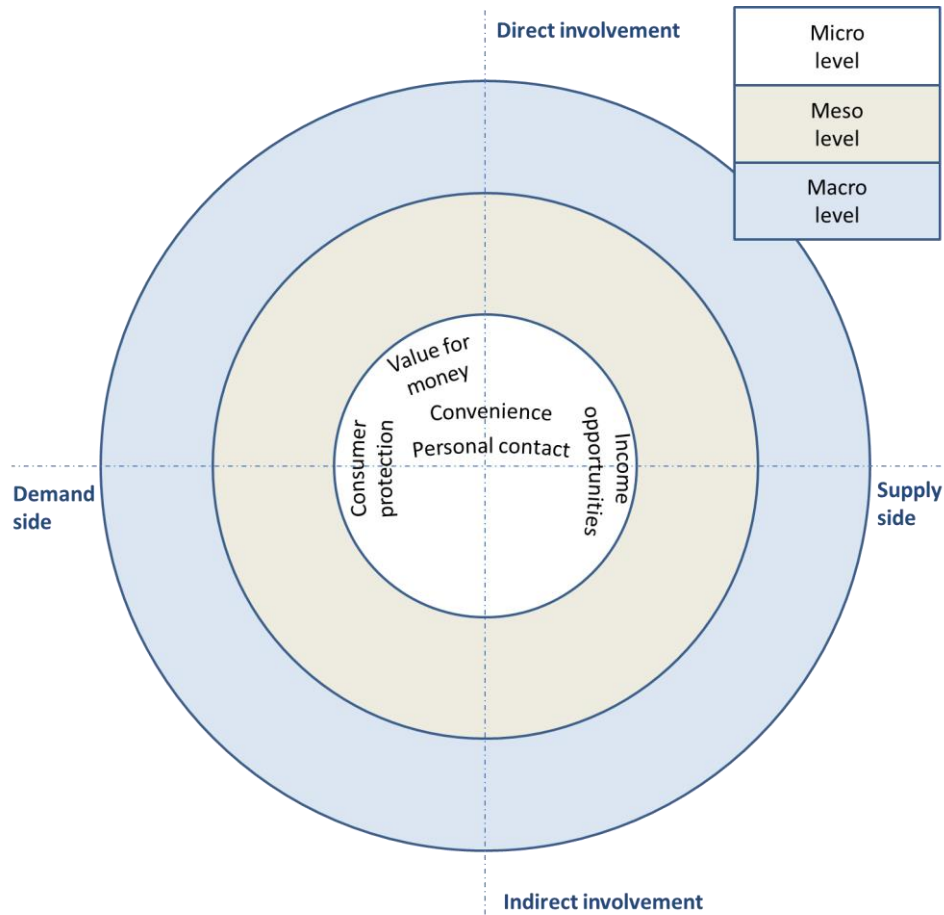 Direct involvement
Micro
level
Meso
level
Macro
level
Value for
money
Convenience
Personal contact
Consumer
protection
Income
opportunities
Demand
side
Supply
side
Indirect involvement